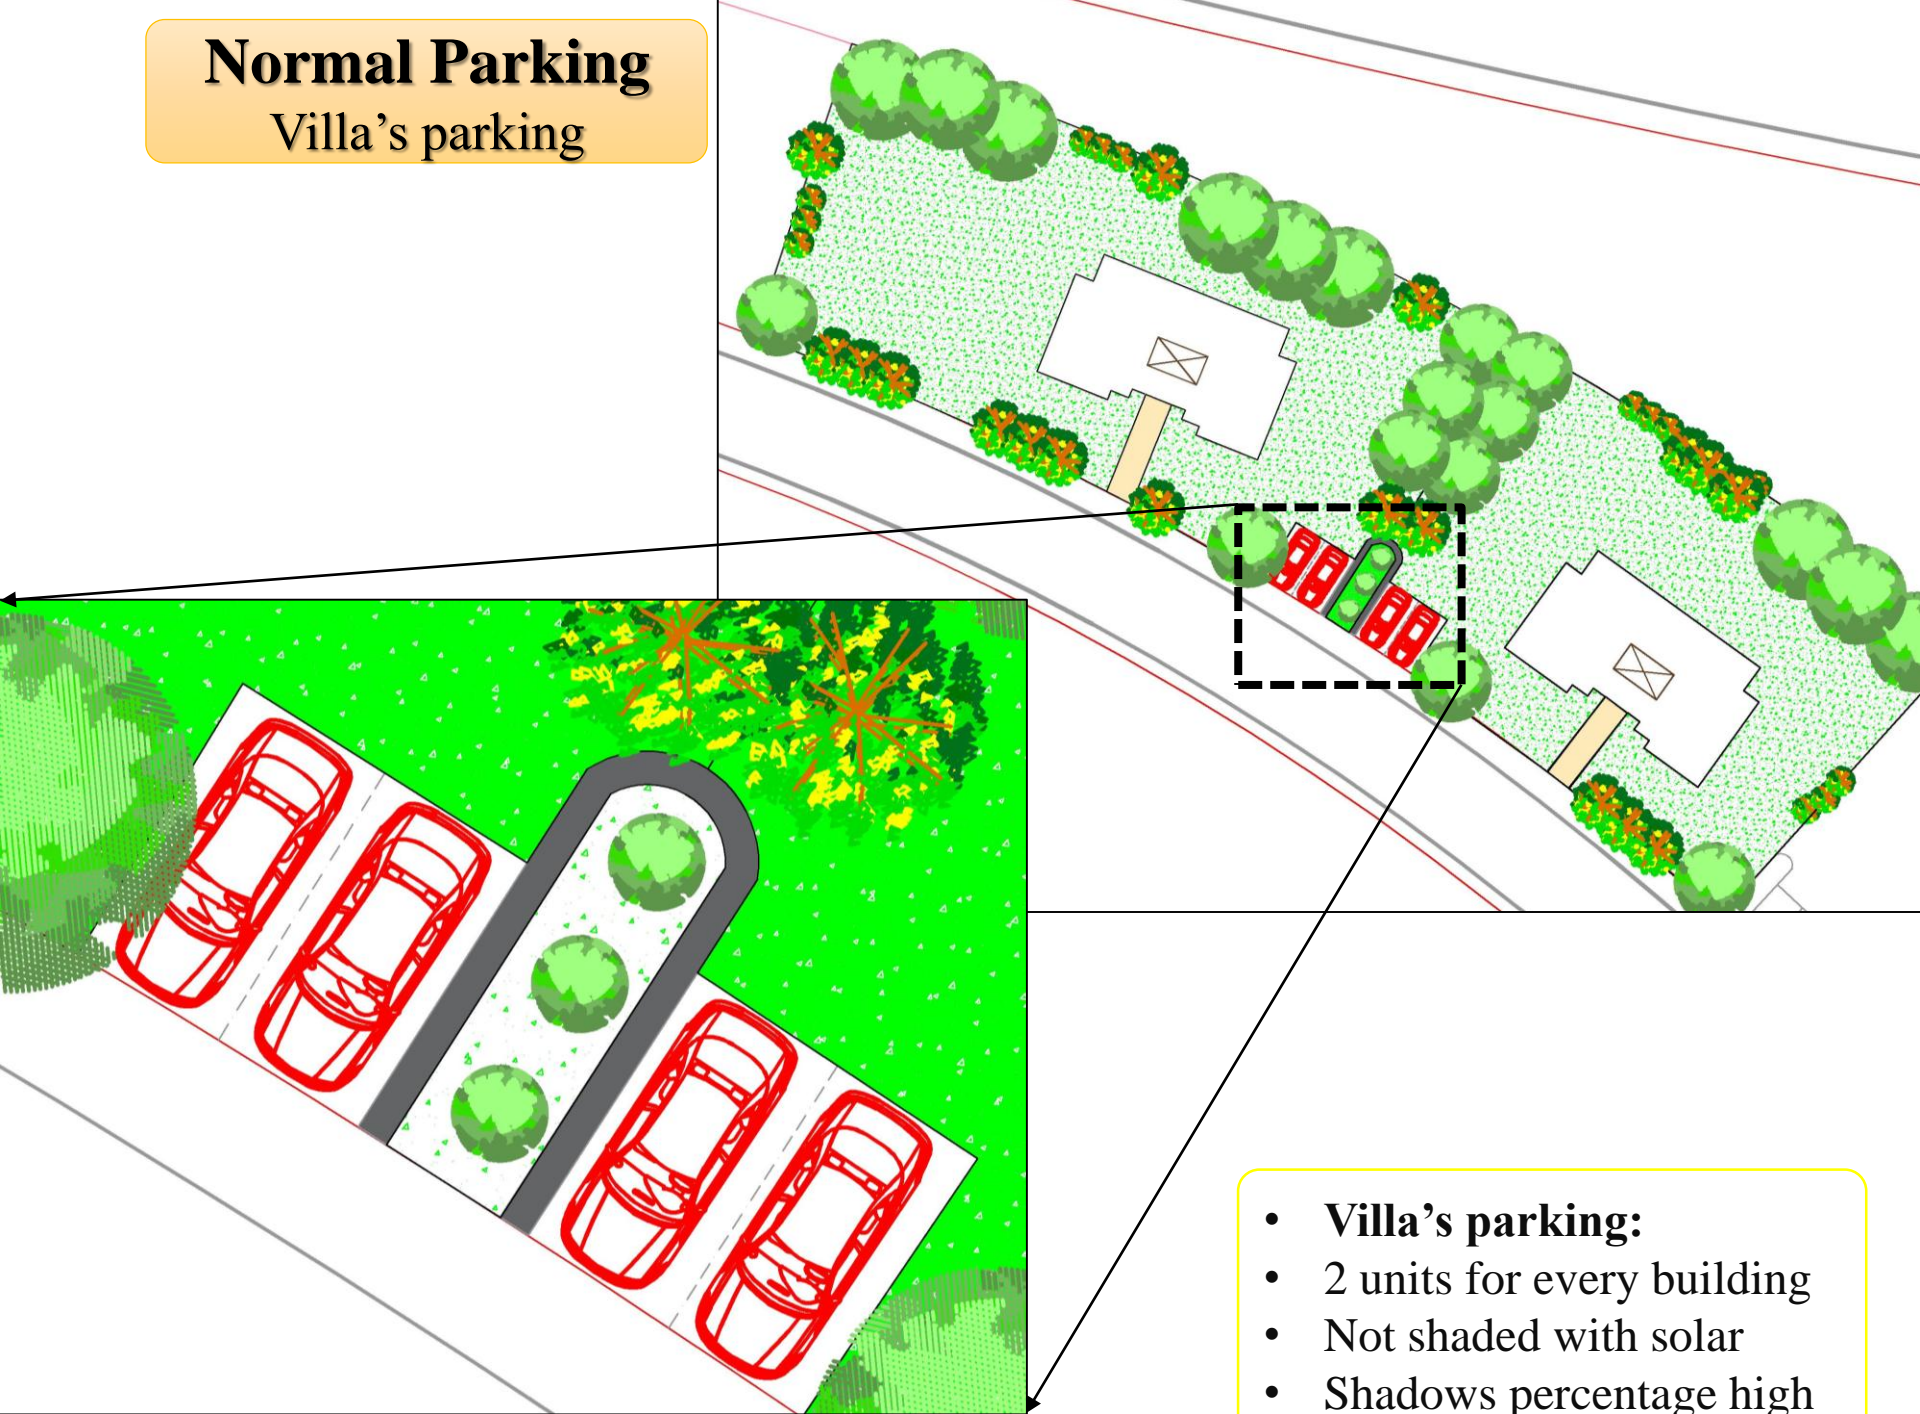 Normal Parking
Villa’s parking
• Villa’s parking:
• 2 units for every building
• Not shaded with solar
• Shadows percentage high